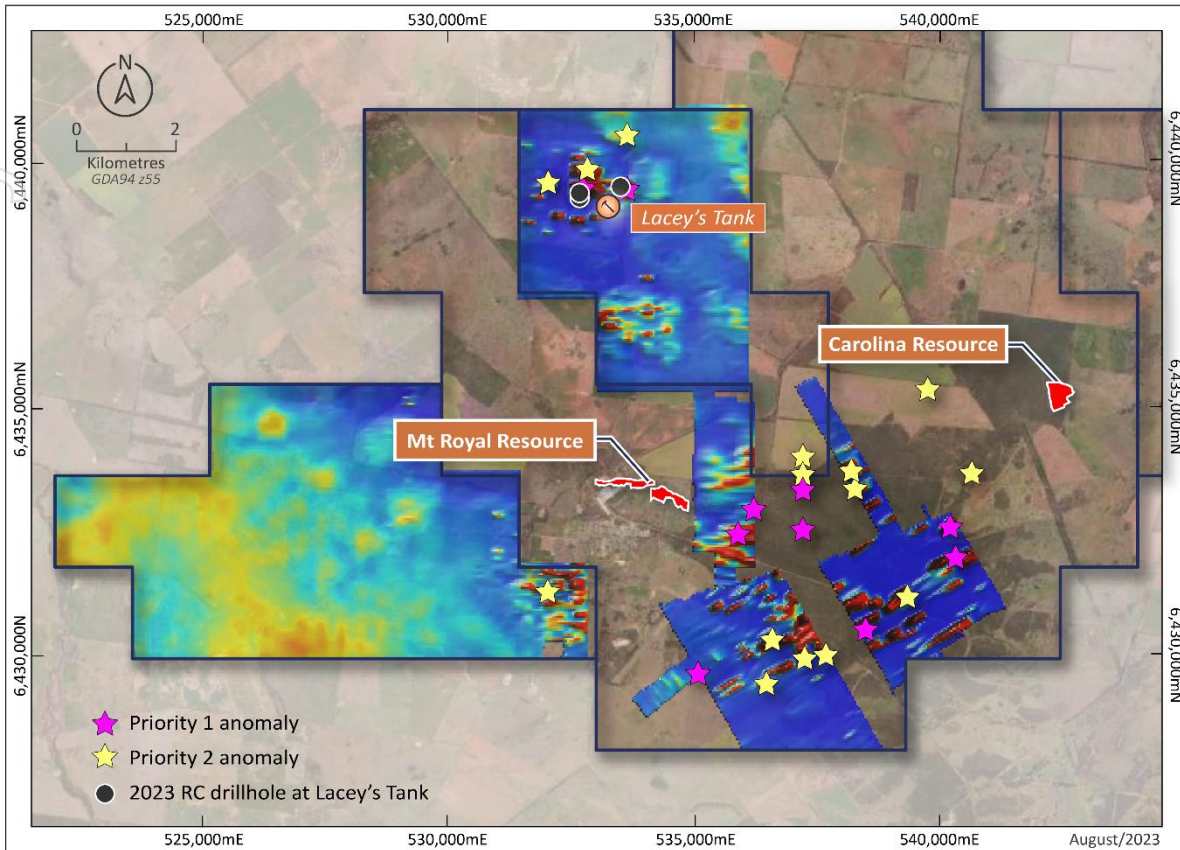 525,000mE 530,000mE 535,000mE 540,000mE
N
0 2
Kilometres
GDA94 z55
6,440,000mN
6,440,000mN
Lacey's Tank
Carolina Resource
6,435,000mN
6,435,000mN
Mt Royal Resource
6,430,000N
6,430,000mN
Priority 1 anomaly
Priority 2 anomaly
2023 RC drillhole at Lacey's Tank
525,000mE 530,000mE 535,000mE 540,000mE
August/2023